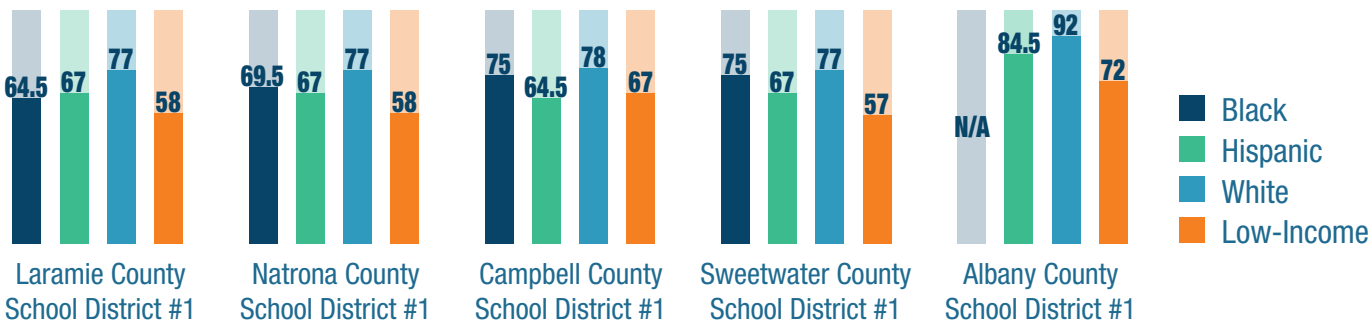 64.5
67
77
58
Laramie County
School District #1
69.5
67
77
58
Natrona County
School District #1
75
64.5
78
67
Campbell County
School District #1
75
67
77
57
Sweetwater County
School District #1
N/A
84.5
92
72
Albany County
School District #1
Black
Hispanic
White
Low-Income